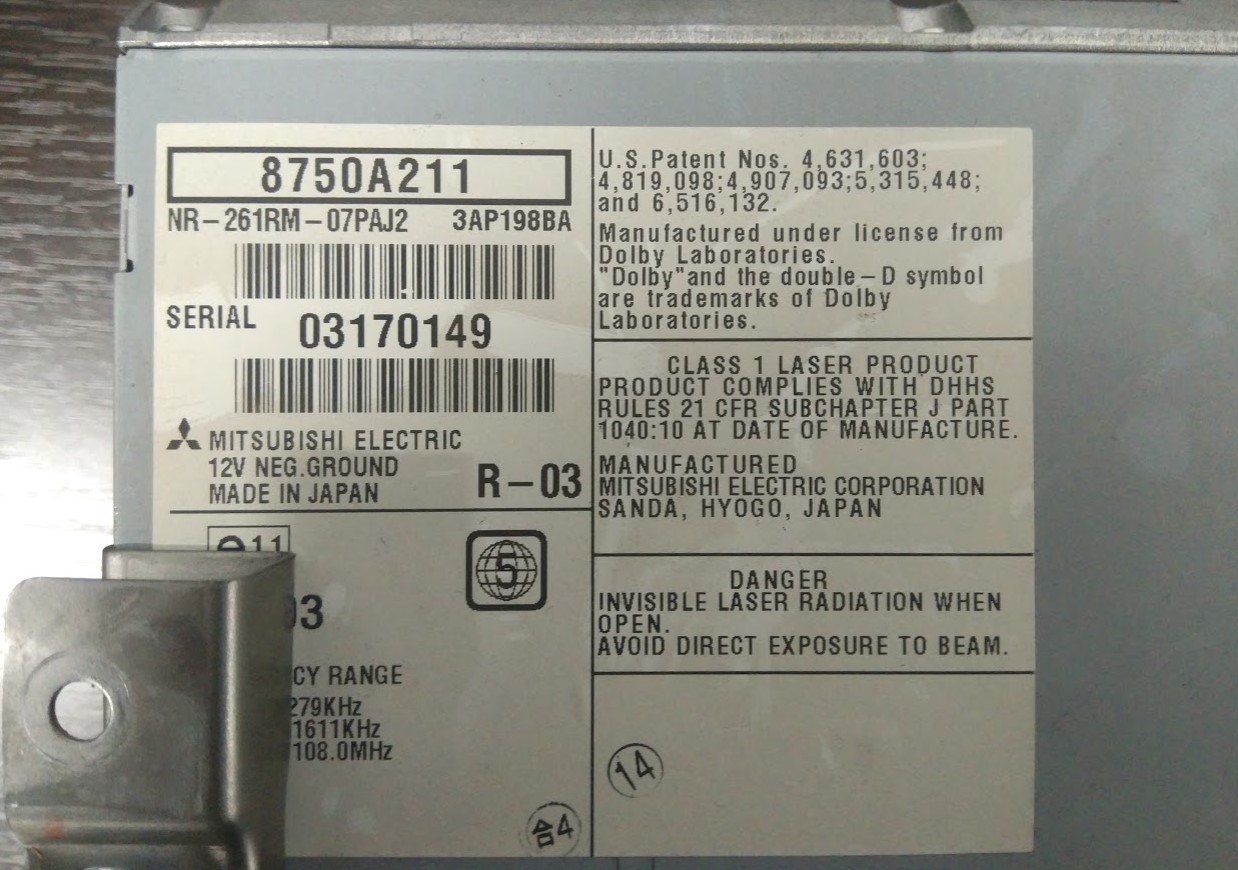 8750A211
NR-261RM-07PAJ2 3AP198BA
SERIAL 03170149
MITSUBISHI ELECTRIC
12V NEG.GROUND
MADE IN JAPAN
R-03
e11
03
CY RANGE
279KHz
1611KHz
108.0MHz
5
4
U.S.Patent Nos. 4,631,603;
4,819,098;4,907,093;5,315,448;
and 6,516,132.
Manufactured under license from
Dolby Laboratories.
"Dolby"and the double-D symbol
are trademarks of Dolby
Laboratories.
CLASS 1 LASER PRODUCT
PRODUCT COMPLIES WITH DHHS
RULES 21 CFR SUBCHAPTER J PART
1040:10 AT DATE OF MANUFACTURE.
MANUFACTURED
MITSUBISHI ELECTRIC CORPORATION
SANDA, HYOGO, JAPAN
DANGER
INVISIBLE LASER RADIATION WHEN
OPEN.
AVOID DIRECT EXPOSURE TO BEAM.
14